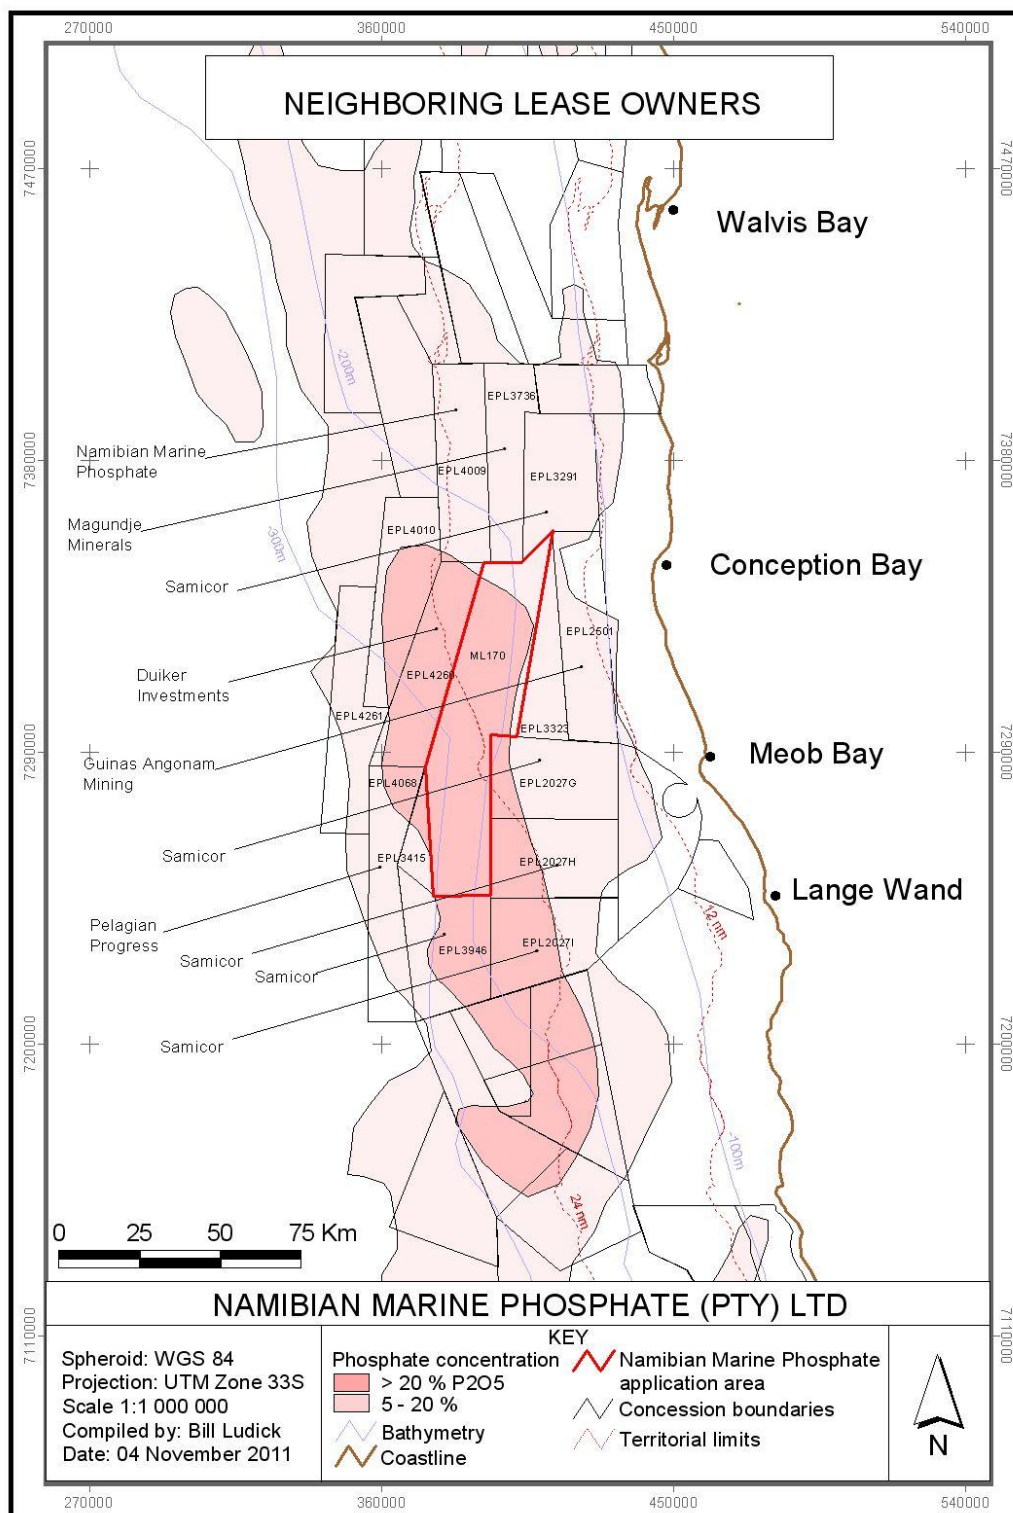 270000
360000
450000
540000
NEIGHBORING LEASE OWNERS
7470000
7470000
Walvis Bay
-200m
EPL3736
Namibian Marine
Phosphate
7380000
7380000
EPL4009
EPL3291
Magundje
Minerals
EPL4010
-300m
Conception Bay
Samicor
EPL2501
ML170
Duiker
Investments
EPL4260
EPL4261
EPL3323
7290000
7290000
Meob Bay
Guinas Angonam
Mining
EPL4068
EPL2027G
Samicor
EPL3415
EPL2027H
Lange Wand
Pelagian
Progress
12 nm
EPL3946
EPL2027I
Samicor
Samicor
Samicor
7200000
7200000
-100m
24 nm
0 25 50 75 Km
NAMIBIAN MARINE PHOSPHATE (PTY) LTD
7110000
7110000
Spheroid: WGS 84
Projection: UTM Zone 33S
Scale 1:1 000 000
Compiled by: Bill Ludick
Date: 04 November 2011
KEY
Phosphate concentration
> 20 % P2O5
5 - 20 %
Bathymetry
Coastline
Namibian Marine Phosphate
application area
Concession boundaries
Territorial limits
N
270000
360000
450000
540000